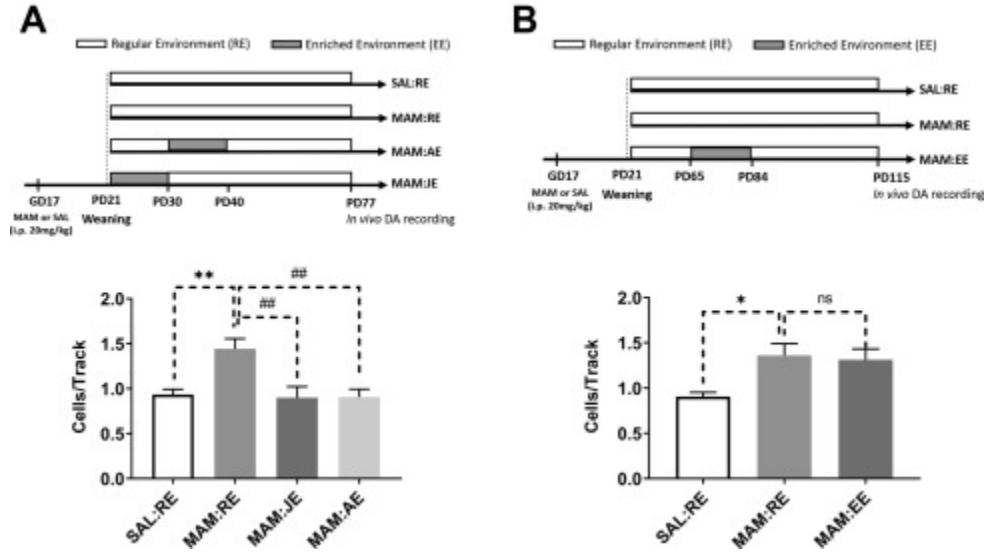 A
Regular Environment (RE) Enriched Environment (EE)
SAL:RE
MAM:RE
MAM:AE
MAM:JE
GD17 PD21 PD30 PD40 PD77
MAM or SAL Weaning In vivo DA recording
(i.p. 20mg/kg)
**
##
##
Cells/Track
2.0
1.5
1.0
0.5
0.0
SAL:RE
MAM:RE
MAM:JE
MAM:AE
B
Regular Environment (RE) Enriched Environment (EE)
SAL:RE
MAM:RE
MAM:EE
GD17 PD21 PD65 PD84 PD115
MAM or SAL Weaning In vivo DA recording
(i.p. 20mg/kg)
*
ns
Cells/Track
2.0
1.5
1.0
0.5
0.0
SAL:RE
MAM:RE
MAM:EE